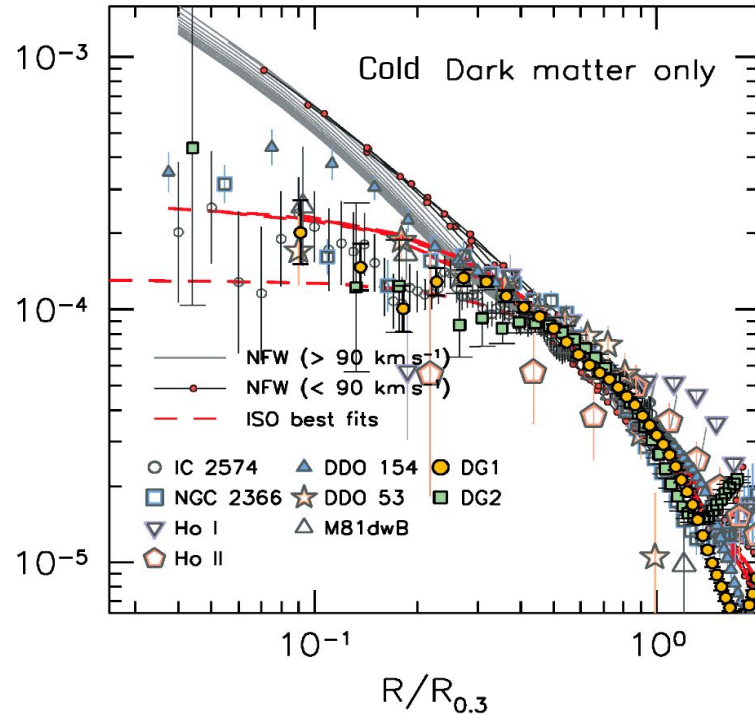 10⁻³
Cold Dark matter only
10⁻⁴
NFW (> 90 km s⁻¹)
NFW (< 90 km s⁻¹)
ISO best fits
IC 2574 DDO 154 DG1
NGC 2366 DDO 53 DG2
Ho I M81dwB
Ho II
10⁻⁵
10⁻¹ 10⁰
R/R₀.₃